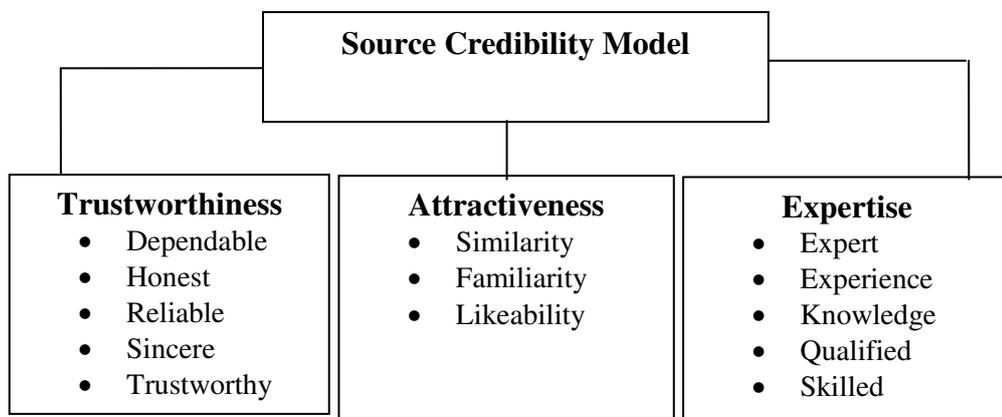 Source Credibility Model
Trustworthiness
• Dependable
• Honest
• Reliable
• Sincere
• Trustworthy
Attractiveness
• Similarity
• Familiarity
• Likeability
Expertise
• Expert
• Experience
• Knowledge
• Qualified
• Skilled